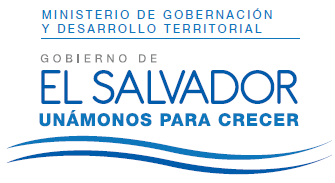 MINISTERIO DE GOBERNACIÓN
Y DESARROLLO TERRITORIAL
GOBIERNO DE
EL SALVADOR
UNÁMONOS PARA CRECER